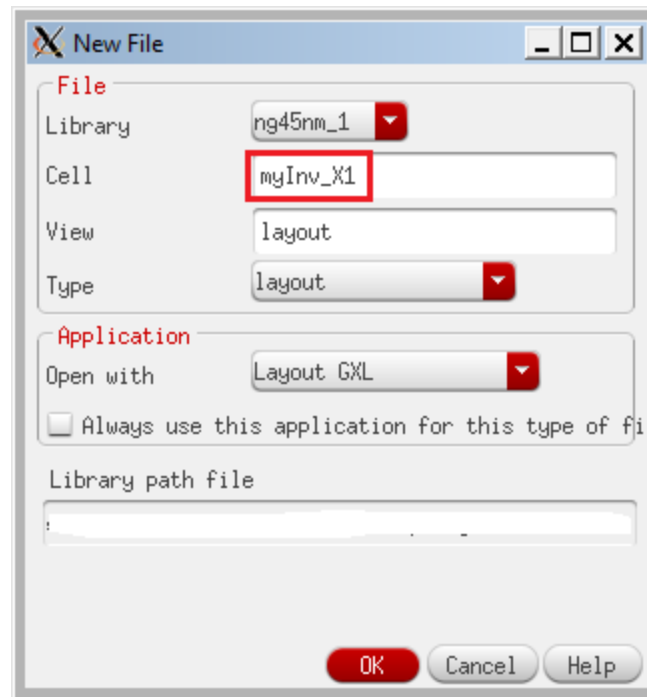 New File
File
Library ng45nm_1
Cell myInv_X1
View layout
Type layout
Application
Open with Layout GXL
Always use this application for this type of fi
Library path file
OK Cancel Help